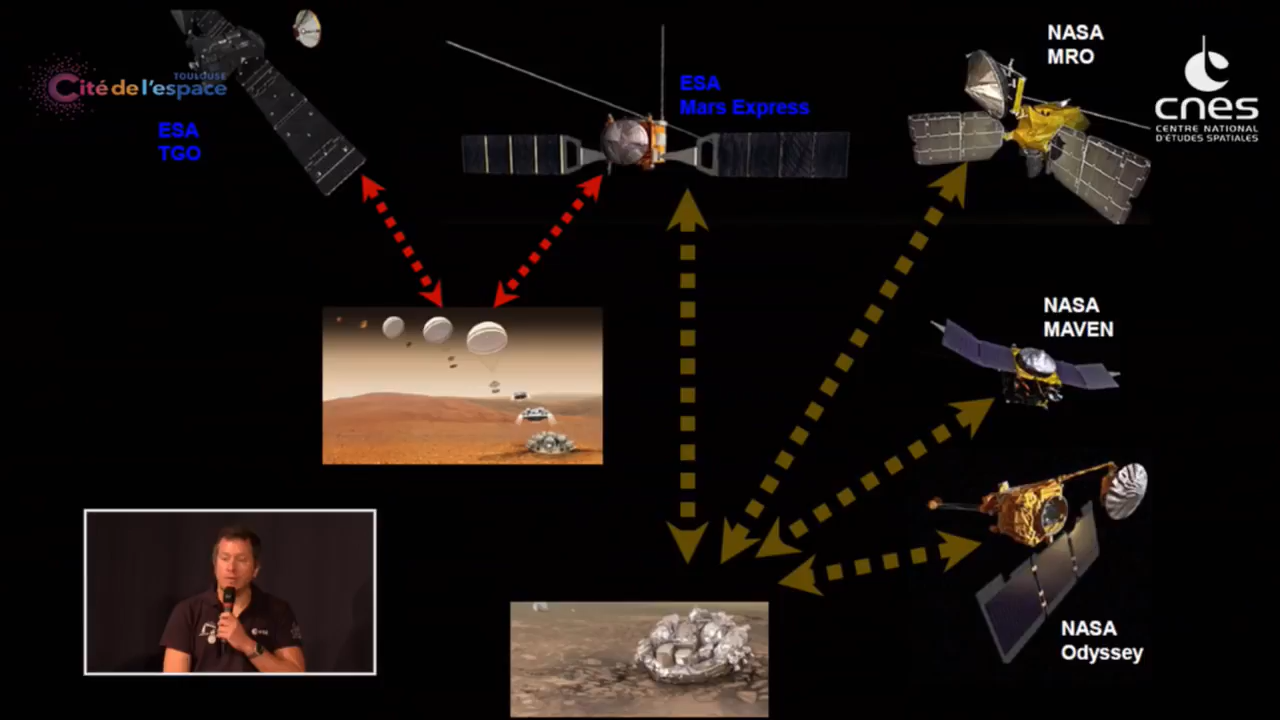 NASA
MRO
TOULOUSE
Cité de l'espace
ESA
TGO
ESA
Mars Express
cnes
CENTRE NATIONAL
D'ÉTUDES SPATIALES
NASA
MAVEN
NASA
Odyssey